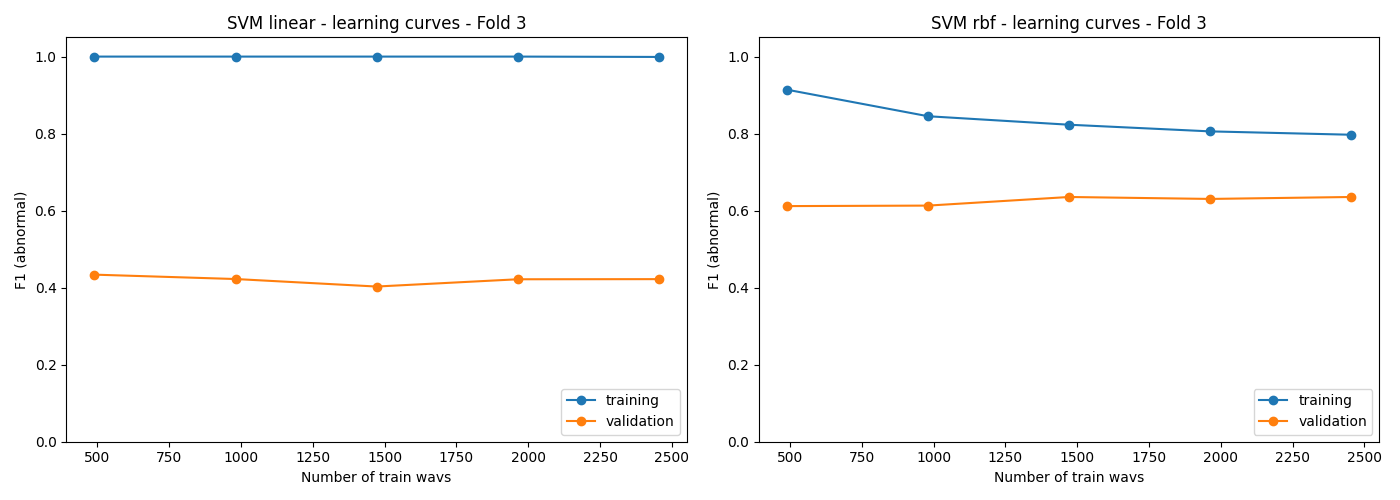 SVM linear - learning curves - Fold 3
F1 (abnormal)
1.0
0.8
0.6
0.4
0.2
0.0
training
validation
500 750 1000 1250 1500 1750 2000 2250 2500
Number of train wavs
SVM rbf - learning curves - Fold 3
F1 (abnormal)
1.0
0.8
0.6
0.4
0.2
0.0
training
validation
500 750 1000 1250 1500 1750 2000 2250 2500
Number of train wavs